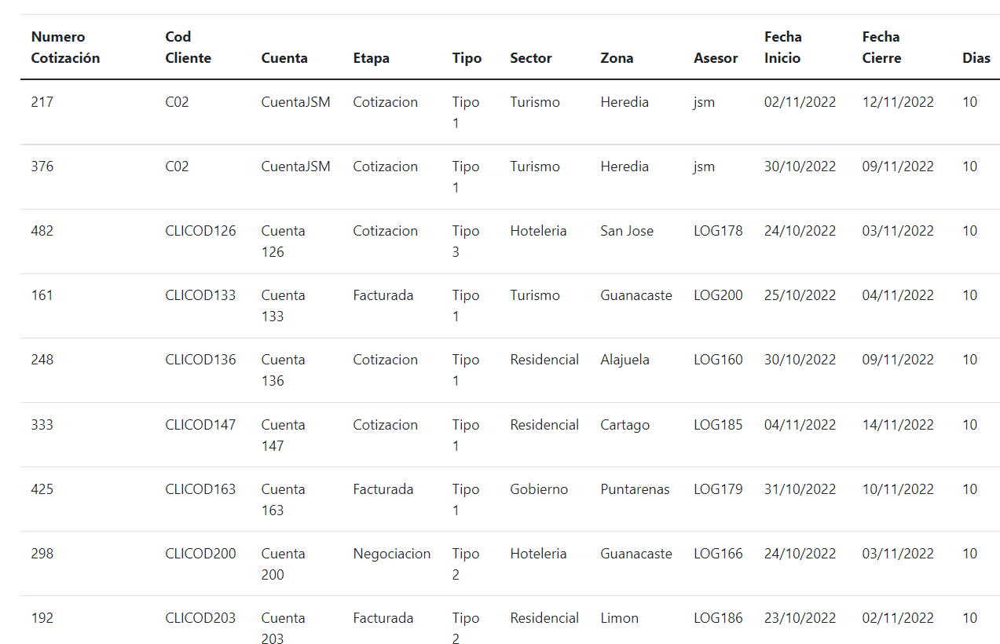 Numero Cotización Cod Cliente Cuenta Etapa Tipo Sector Zona Asesor Fecha Inicio Fecha Cierre Dias
217 C02 CuentaJSM Cotizacion Tipo 1 Turismo Heredia jsm 02/11/2022 12/11/2022 10
376 C02 CuentaJSM Cotizacion Tipo 1 Turismo Heredia jsm 30/10/2022 09/11/2022 10
482 CLICOD126 Cuenta 126 Cotizacion Tipo 3 Hoteleria San Jose LOG178 24/10/2022 03/11/2022 10
161 CLICOD133 Cuenta 133 Facturada Tipo 1 Turismo Guanacaste LOG200 25/10/2022 04/11/2022 10
248 CLICOD136 Cuenta 136 Cotizacion Tipo 1 Residencial Alajuela LOG160 30/10/2022 09/11/2022 10
333 CLICOD147 Cuenta 147 Cotizacion Tipo 1 Residencial Cartago LOG185 04/11/2022 14/11/2022 10
425 CLICOD163 Cuenta 163 Facturada Tipo 1 Gobierno Puntarenas LOG179 31/10/2022 10/11/2022 10
298 CLICOD200 Cuenta 200 Negociacion Tipo 2 Hoteleria Guanacaste LOG166 24/10/2022 03/11/2022 10
192 CLICOD203 Cuenta 203 Facturada Tipo 2 Residencial Limon LOG186 23/10/2022 02/11/2022 10